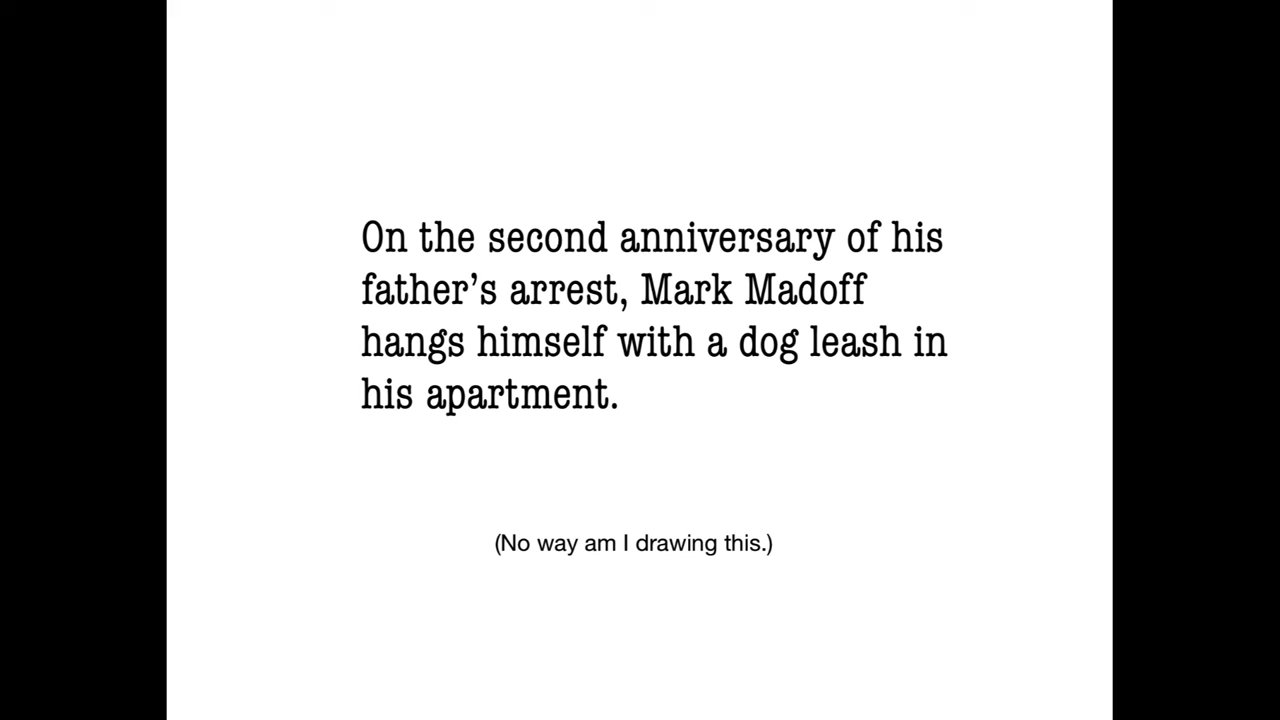 On the second anniversary of his
father’s arrest, Mark Madoff
hangs himself with a dog leash in
his apartment.
(No way am I drawing this.)